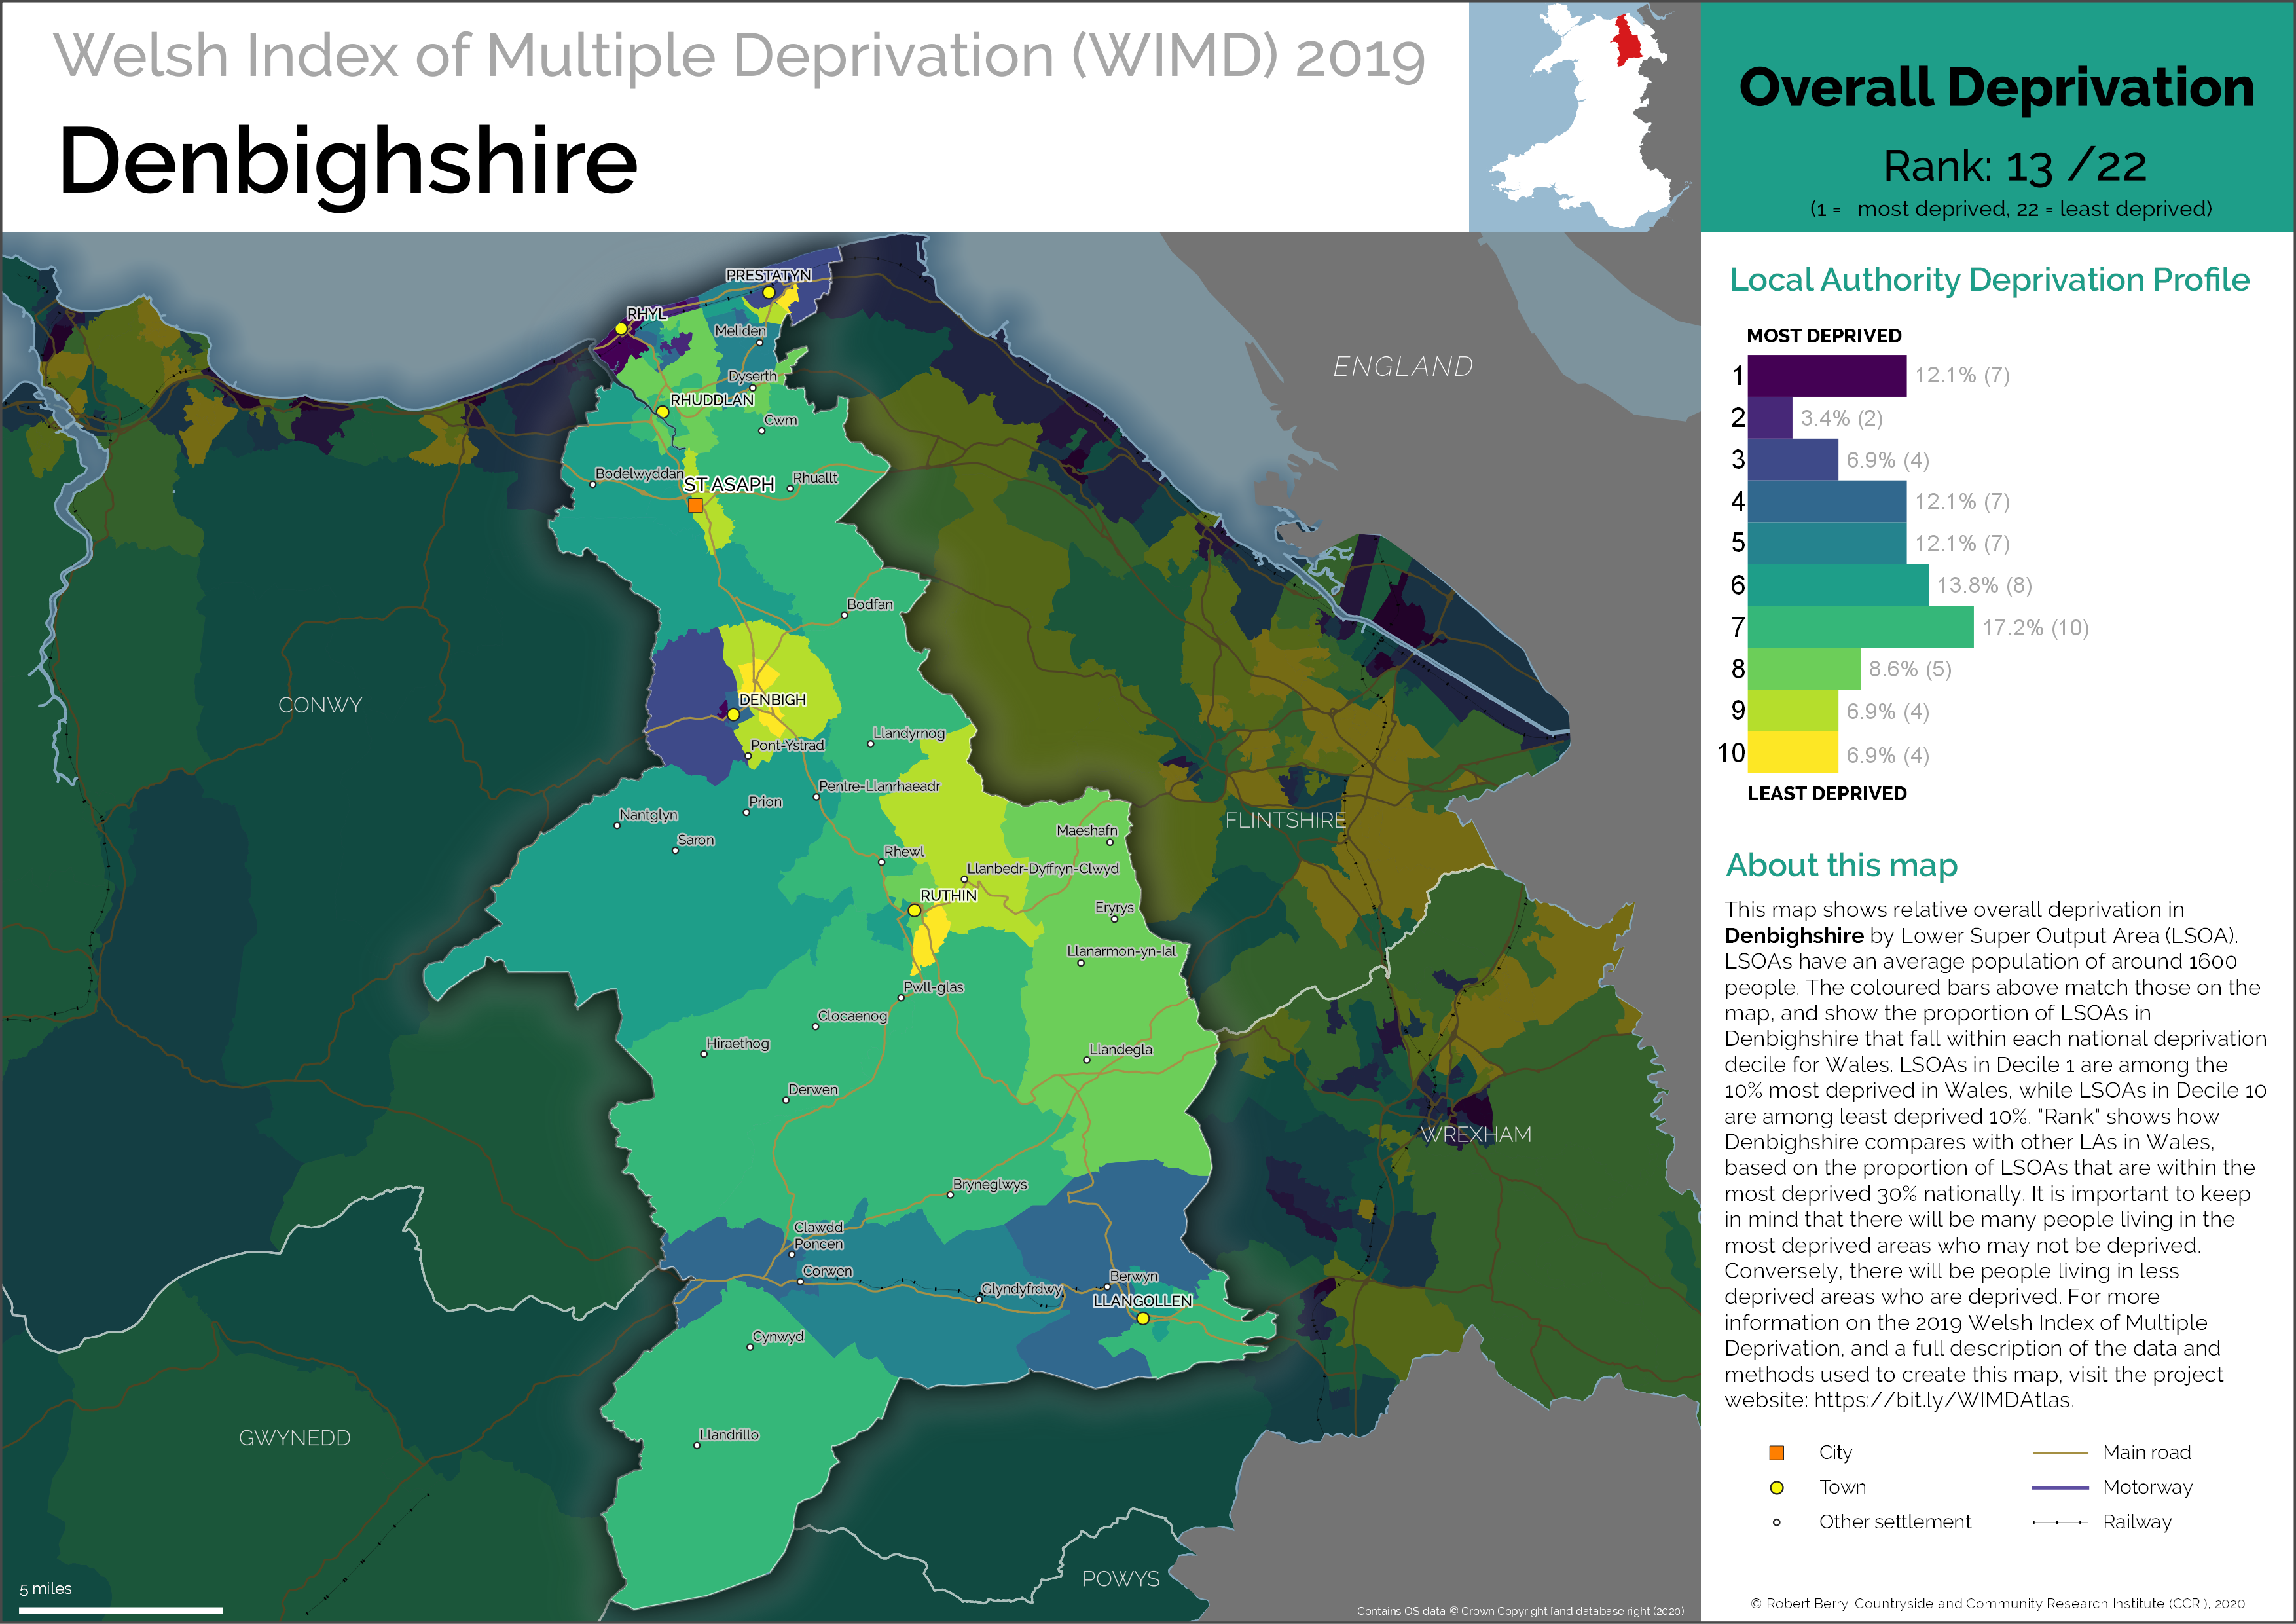 Welsh Index of Multiple Deprivation (WIMD) 2019
Denbighshire
Overall Deprivation
Rank: 13 /22
(1 = most deprived, 22 = least deprived)
Local Authority Deprivation Profile
MOST DEPRIVED
1 12.1% (7)
2 3.4% (2)
3 6.9% (4)
4 12.1% (7)
5 12.1% (7)
6 13.8% (8)
7 17.2% (10)
8 8.6% (5)
9 6.9% (4)
10 6.9% (4)
LEAST DEPRIVED
About this map
This map shows relative overall deprivation in
Denbighshire by Lower Super Output Area (LSOA).
LSOAs have an average population of around 1600
people. The coloured bars above match those on the
map, and show the proportion of LSOAs in
Denbighshire that fall within each national deprivation
decile for Wales. LSOAs in Decile 1 are among the
10% most deprived in Wales, while LSOAs in Decile 10
are among least deprived 10%. "Rank" shows how
Denbighshire compares with other LAs in Wales,
based on the proportion of LSOAs that are within the
most deprived 30% nationally. It is important to keep
in mind that there will be many people living in the
most deprived areas who may not be deprived.
Conversely, there will be people living in less
deprived areas who are deprived. For more
information on the 2019 Welsh Index of Multiple
Deprivation, and a full description of the data and
methods used to create this map, visit the project
website: https://bit.ly/WIMDAtlas.
City
Main road
Town
Motorway
Other settlement
Railway
© Robert Berry, Countryside and Community Research Institute (CCRI), 2020
PRESTATYN
RHYL
Meliden
ENGLAND
Dyserth
RHUDDLAN
Cwm
Bodelwyddan
ST ASAPH
Rhuallt
Bodfan
CONWY
DENBIGH
Llandyrnog
Pont-Ystrad
Pentre-Llanrhaeadr
Prion
Nantglyn
Saron
FLINTSHIRE
Maeshafn
Rhewl
Llanbedr-Dyffryn-Clwyd
RUTHIN
Eryrys
Llanarmon-yn-Ial
Pwll-glas
Clocaenog
Hiraethog
Llandegla
Derwen
WREXHAM
Bryneglwys
Clawdd
Poncen
Corwen
Berwyn
Glyndyfrdwy
LLANGOLLEN
Cynwyd
Llandrillo
GWYNEDD
POWYS
5 miles
Contains OS data © Crown Copyright [and database right (2020)